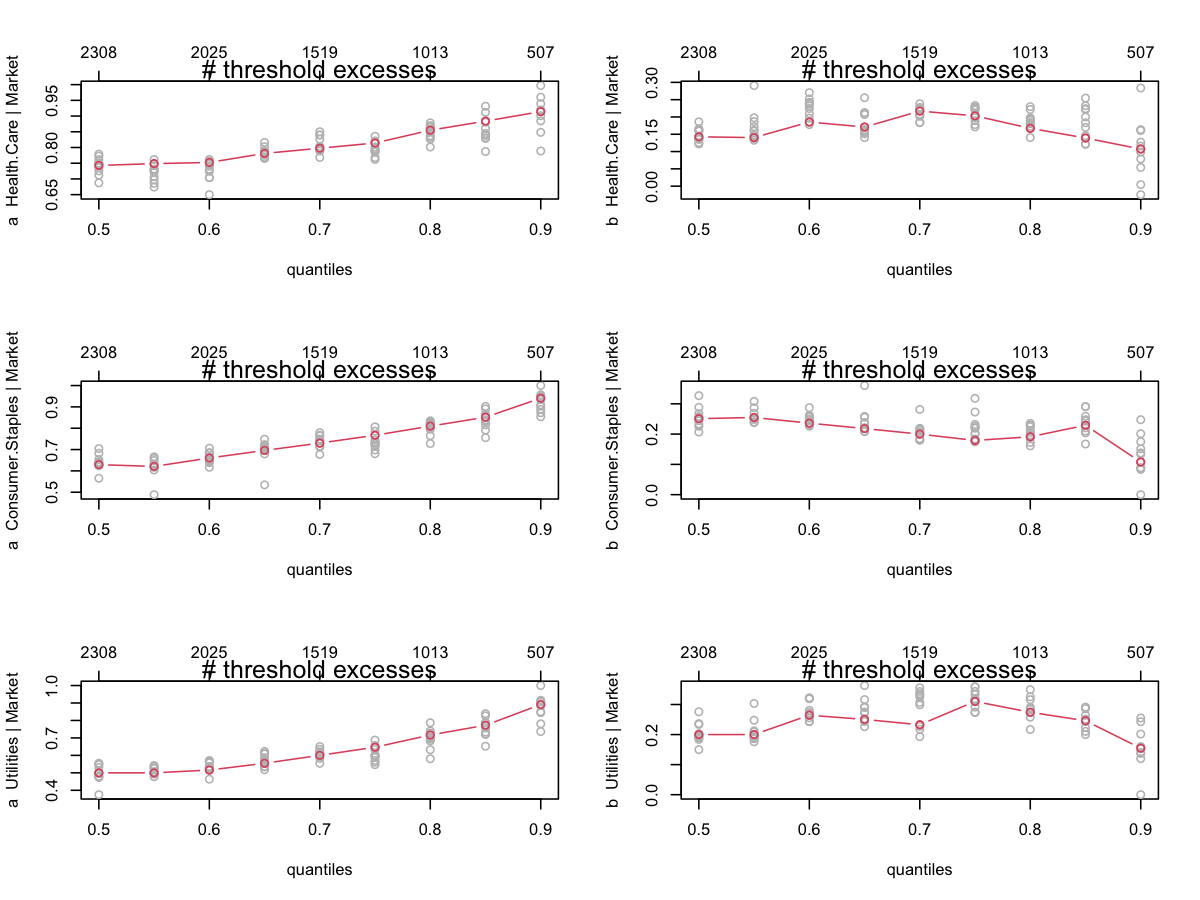 2308 2025 1519 1013 507
# threshold excesses
a Health.Care | Market
0.65 0.80 0.95
0.5 0.6 0.7 0.8 0.9
quantiles
2308 2025 1519 1013 507
# threshold excesses
b Health.Care | Market
0.00 0.15 0.30
0.5 0.6 0.7 0.8 0.9
quantiles
2308 2025 1519 1013 507
# threshold excesses
a Consumer.Staples | Market
0.5 0.7 0.9
0.5 0.6 0.7 0.8 0.9
quantiles
2308 2025 1519 1013 507
# threshold excesses
b Consumer.Staples | Market
0.0 0.2
0.5 0.6 0.7 0.8 0.9
quantiles
2308 2025 1519 1013 507
# threshold excesses
a Utilities | Market
0.4 0.7 1.0
0.5 0.6 0.7 0.8 0.9
quantiles
2308 2025 1519 1013 507
# threshold excesses
b Utilities | Market
0.0 0.2
0.5 0.6 0.7 0.8 0.9
quantiles